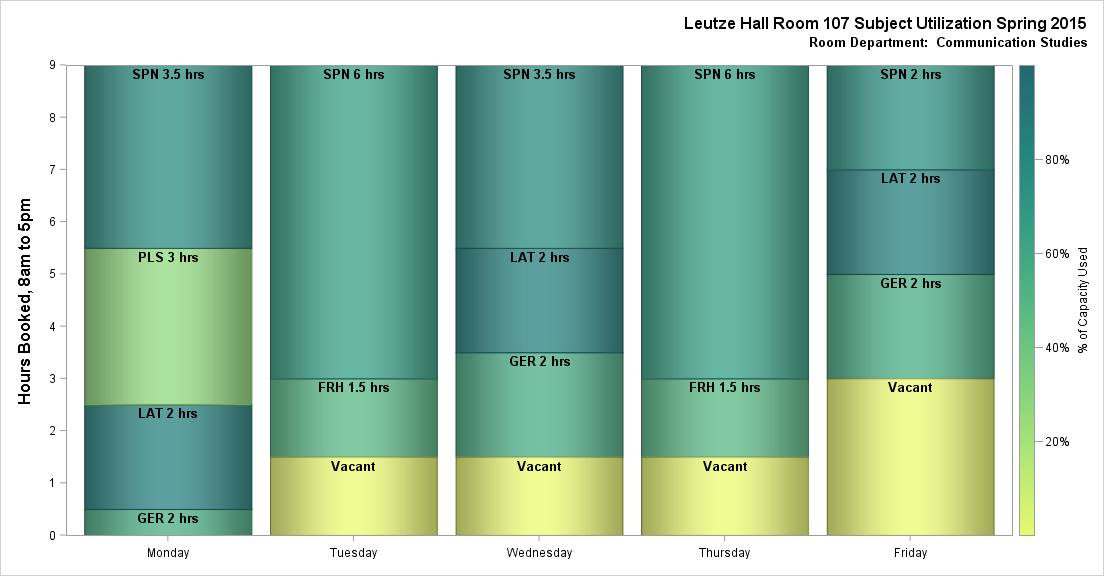 Leutze Hall Room 107 Subject Utilization Spring 2015
Room Department: Communication Studies
Hours Booked, 8am to 5pm
9
8
7
6
5
4
3
2
1
0
SPN 3.5 hrs
PLS 3 hrs
LAT 2 hrs
GER 2 hrs
Monday
SPN 6 hrs
FRH 1.5 hrs
Vacant
Tuesday
SPN 3.5 hrs
LAT 2 hrs
GER 2 hrs
Vacant
Wednesday
SPN 6 hrs
FRH 1.5 hrs
Vacant
Thursday
SPN 2 hrs
LAT 2 hrs
GER 2 hrs
Vacant
Friday
80%
60%
40%
20%
% of Capacity Used